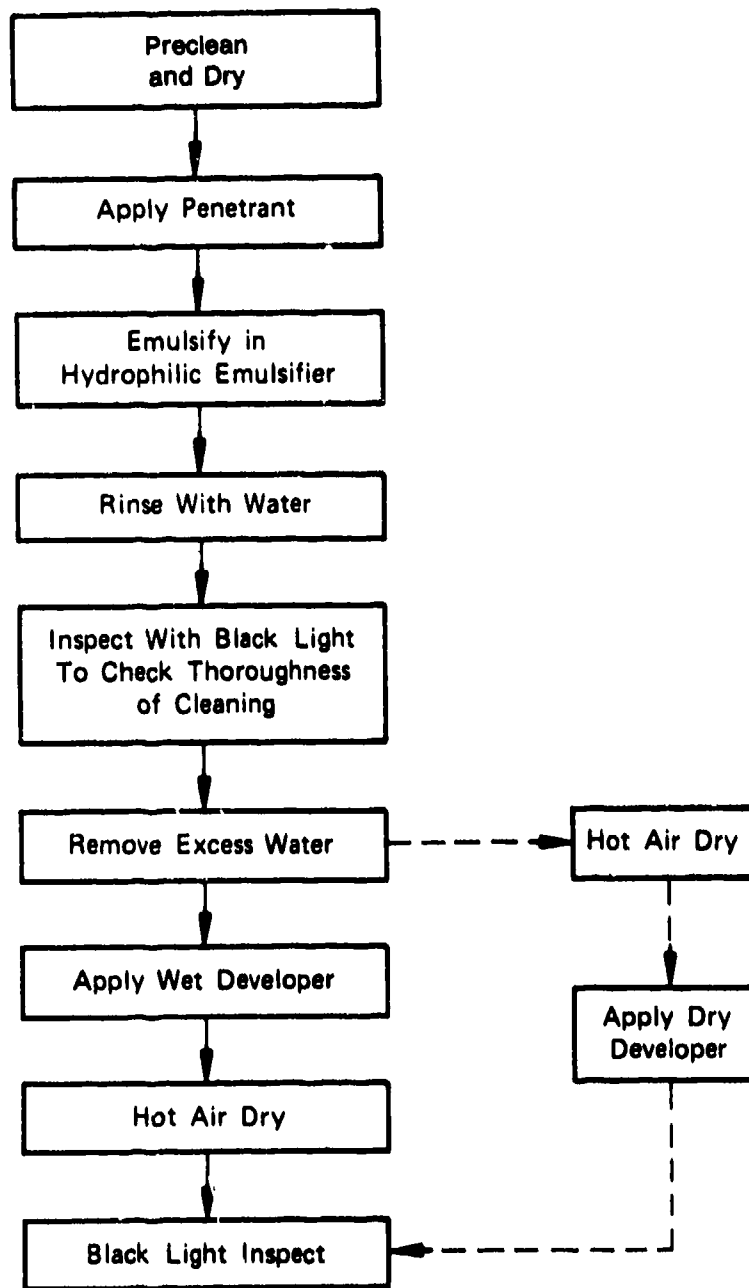 Preclean
and Dry
Apply Penetrant
Emulsify in
Hydrophilic Emulsifier
Rinse With Water
Inspect With Black Light
To Check Thoroughness
of Cleaning
Remove Excess Water
Hot Air Dry
Apply Wet Developer
Apply Dry
Developer
Hot Air Dry
Black Light Inspect